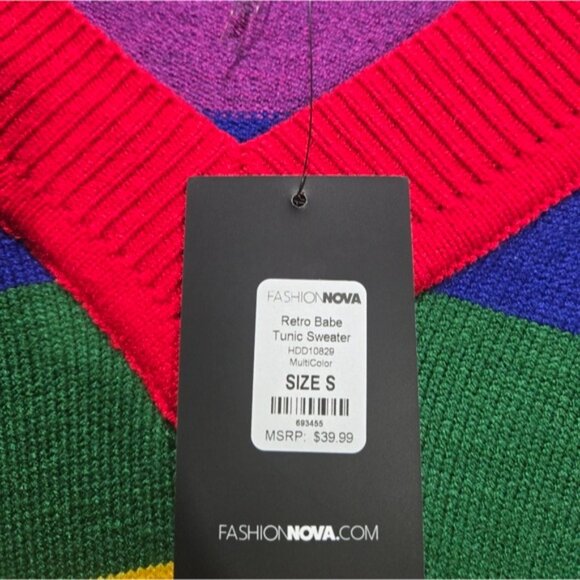 FASHIONNOVA
Retro Babe
Tunic Sweater
HDD10829
MultiColor
SIZE S
693455
MSRP: $39.99
FASHIONNOVA.COM